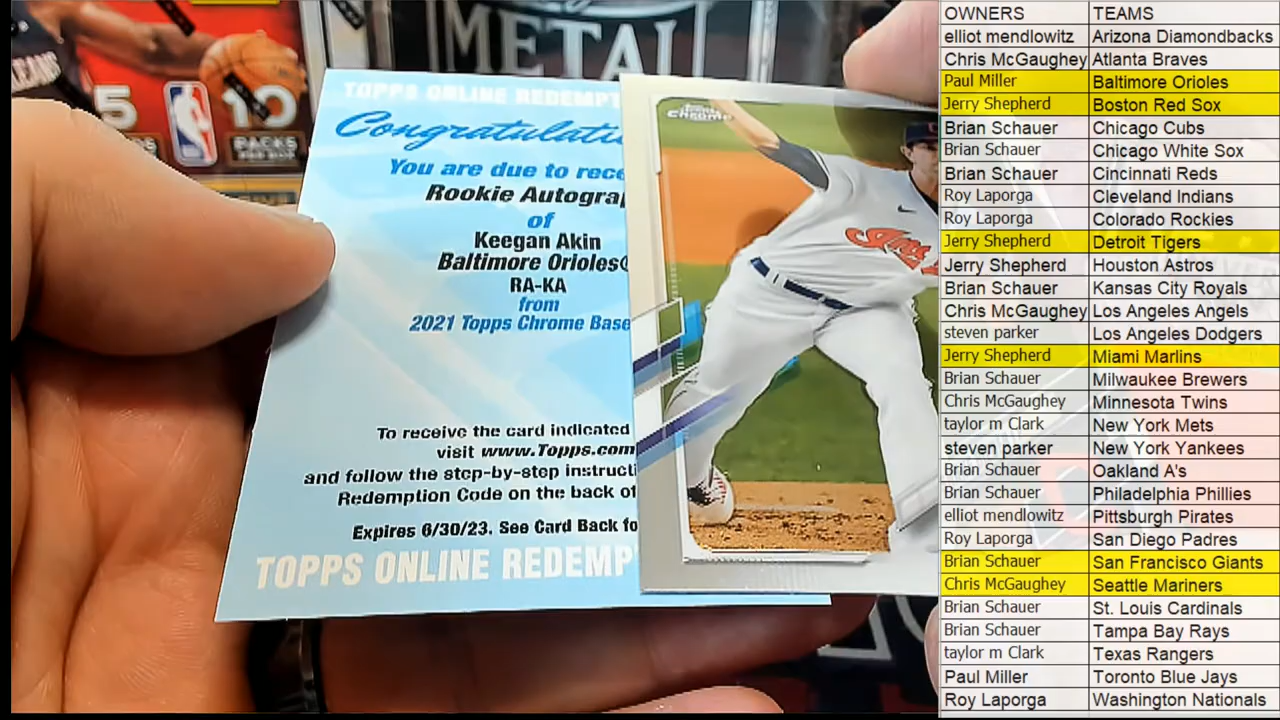 METAL
5
10
PACKS
NBA
TOPPS ONLINE REDEMPT
Congratulati
You are due to rece
Rookie Autograp
of
Keegan Akin
Baltimore Orioles
RA-KA
from
2021 Topps Chrome Base
To receive the card indicated
visit www.Topps.com
and follow the step-by-step instructi
Redemption Code on the back of
Expires 6/30/23. See Card Back fo
TOPPS ONLINE REDEMP
Topps
Chrome
OWNERS TEAMS
elliot mendlowitz Arizona Diamondbacks
Chris McGaughey Atlanta Braves
Paul Miller Baltimore Orioles
Jerry Shepherd Boston Red Sox
Brian Schauer Chicago Cubs
Brian Schauer Chicago White Sox
Brian Schauer Cincinnati Reds
Roy Laporga Cleveland Indians
Roy Laporga Colorado Rockies
Jerry Shepherd Detroit Tigers
Jerry Shepherd Houston Astros
Brian Schauer Kansas City Royals
Chris McGaughey Los Angeles Angels
steven parker Los Angeles Dodgers
Jerry Shepherd Miami Marlins
Brian Schauer Milwaukee Brewers
Chris McGaughey Minnesota Twins
taylor m Clark New York Mets
steven parker New York Yankees
Brian Schauer Oakland A's
Brian Schauer Philadelphia Phillies
elliot mendlowitz Pittsburgh Pirates
Roy Laporga San Diego Padres
Brian Schauer San Francisco Giants
Chris McGaughey Seattle Mariners
Brian Schauer St. Louis Cardinals
Brian Schauer Tampa Bay Rays
taylor m Clark Texas Rangers
Paul Miller Toronto Blue Jays
Roy Laporga Washington Nationals